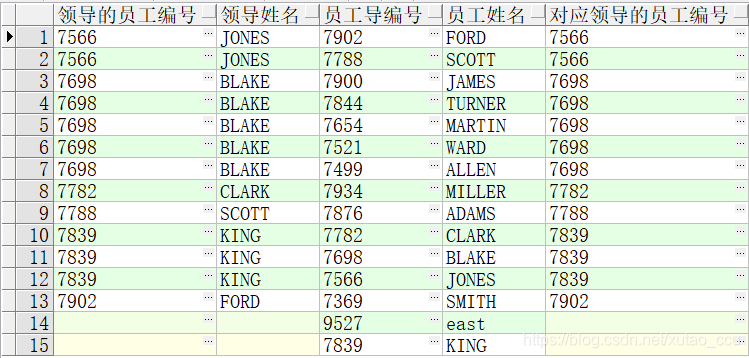 领导的员工编号 领导姓名 员工导编号 员工姓名 对应领导的员工编号
1 7566 JONES 7902 FORD 7566
2 7566 JONES 7788 SCOTT 7566
3 7698 BLAKE 7900 JAMES 7698
4 7698 BLAKE 7844 TURNER 7698
5 7698 BLAKE 7654 MARTIN 7698
6 7698 BLAKE 7521 WARD 7698
7 7698 BLAKE 7499 ALLEN 7698
8 7782 CLARK 7934 MILLER 7782
9 7788 SCOTT 7876 ADAMS 7788
10 7839 KING 7782 CLARK 7839
11 7839 KING 7698 BLAKE 7839
12 7839 KING 7566 JONES 7839
13 7902 FORD 7369 SMITH 7902
14 9527 east
15 7839 KING